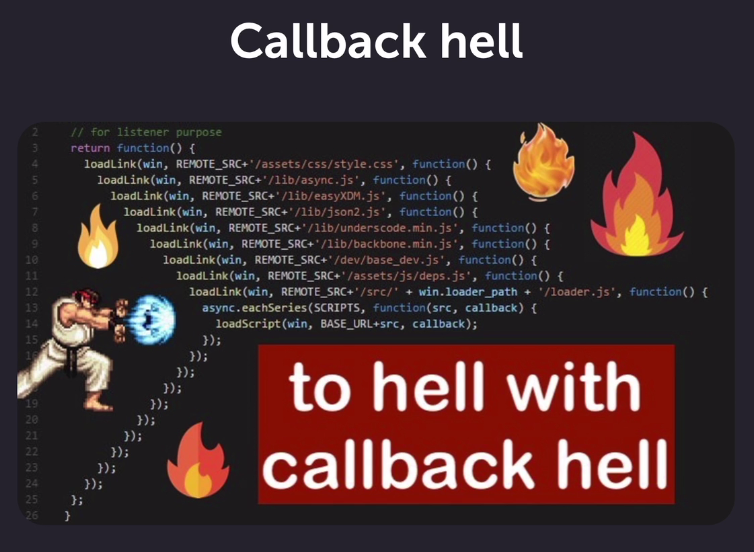 Callback hell
2 // for listener purpose
3 return function() {
4 loadLink(win, REMOTE_SRC+'/assets/css/style.css', function() {
5 loadLink(win, REMOTE_SRC+'/lib/async.js', function() {
6 loadLink(win, REMOTE_SRC+'/lib/easyXDM.js', function() {
7 loadLink(win, REMOTE_SRC+'/lib/json2.js', function() {
8 loadLink(win, REMOTE_SRC+'/lib/underscode.min.js', function() {
9 loadLink(win, REMOTE_SRC+'/lib/backbone.min.js', function() {
10 loadLink(win, REMOTE_SRC+'/dev/base_dev.js', function() {
11 loadLink(win, REMOTE_SRC+'/assets/js/deps.js', function() {
12 loadLink(win, REMOTE_SRC+'/src/' + win.loader_path + '/loader.js', function() {
13 async.eachSeries(SCRIPTS, function(src, callback) {
14 loadScript(win, BASE_URL+src, callback);
15 });
});
});
});
19 });
20 });
21 });
22 });
23 });
24 });
25 };
26 }
to hell with
callback hell